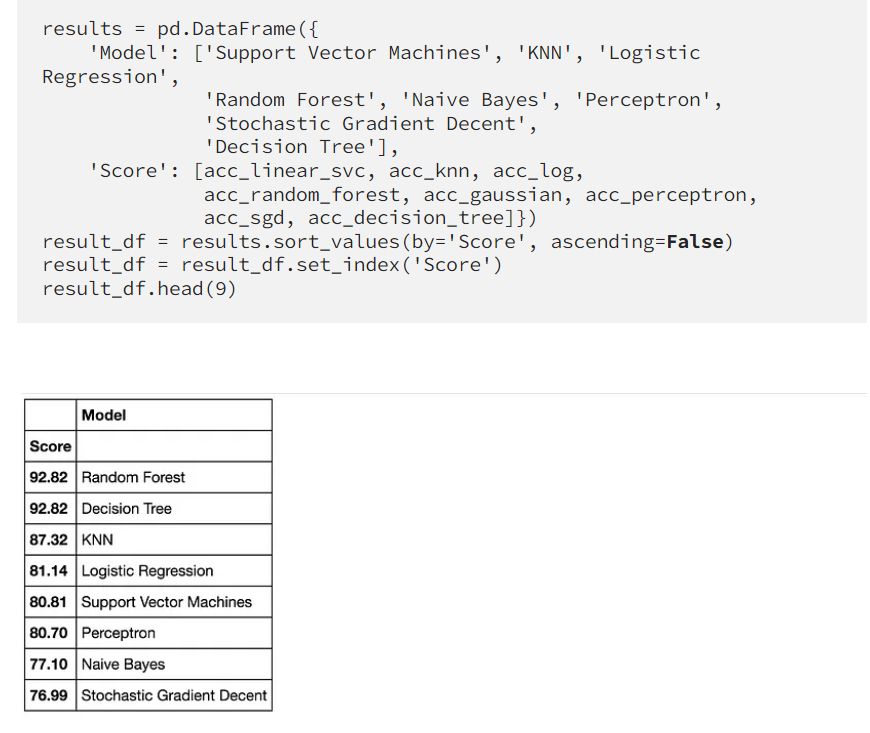 results = pd.DataFrame({
    'Model': ['Support Vector Machines', 'KNN', 'Logistic
Regression',
              'Random Forest', 'Naive Bayes', 'Perceptron',
              'Stochastic Gradient Decent',
              'Decision Tree'],
    'Score': [acc_linear_svc, acc_knn, acc_log,
              acc_random_forest, acc_gaussian, acc_perceptron,
              acc_sgd, acc_decision_tree]})
result_df = results.sort_values(by='Score', ascending=False)
result_df = result_df.set_index('Score')
result_df.head(9)
Model
Score
92.82 Random Forest
92.82 Decision Tree
87.32 KNN
81.14 Logistic Regression
80.81 Support Vector Machines
80.70 Perceptron
77.10 Naive Bayes
76.99 Stochastic Gradient Decent